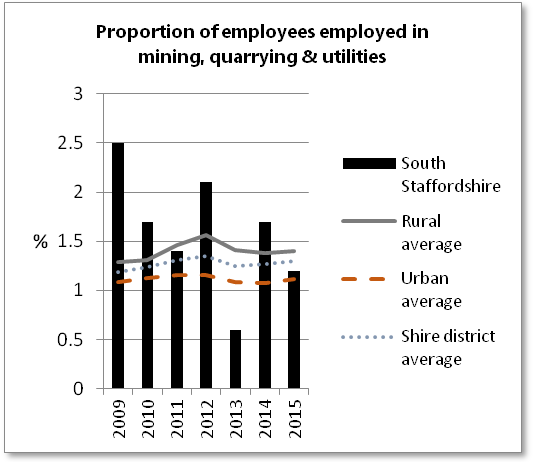 Proportion of employees employed in
mining, quarrying & utilities
3
2.5
2
1.5
1
0.5
0
%
2009
2010
2011
2012
2013
2014
2015
South
Staffordshire
Rural
average
Urban
average
Shire district
average